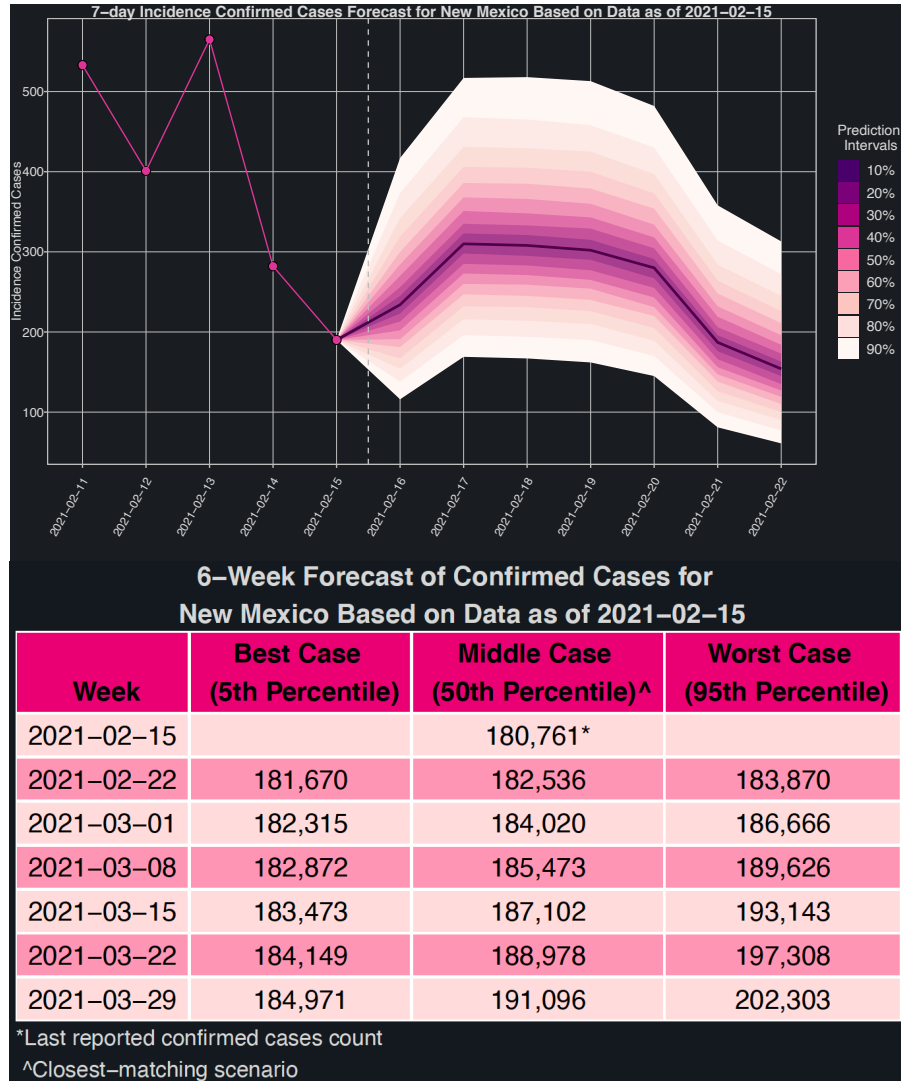 7−day Incidence Confirmed Cases Forecast for New Mexico Based on Data as of 2021−02−15
Incidence Confirmed Cases
500
400
300
200
100
2021−02−11
2021−02−12
2021−02−13
2021−02−14
2021−02−15
2021−02−16
2021−02−17
2021−02−18
2021−02−19
2021−02−20
2021−02−21
2021−02−22
Prediction
Intervals
10%
20%
30%
40%
50%
60%
70%
80%
90%
6−Week Forecast of Confirmed Cases for
New Mexico Based on Data as of 2021−02−15
Week Best Case (5th Percentile) Middle Case (50th Percentile)^ Worst Case (95th Percentile)
2021−02−15 180,761*
2021−02−22 181,670 182,536 183,870
2021−03−01 182,315 184,020 186,666
2021−03−08 182,872 185,473 189,626
2021−03−15 183,473 187,102 193,143
2021−03−22 184,149 188,978 197,308
2021−03−29 184,971 191,096 202,303
*Last reported confirmed cases count
^Closest−matching scenario